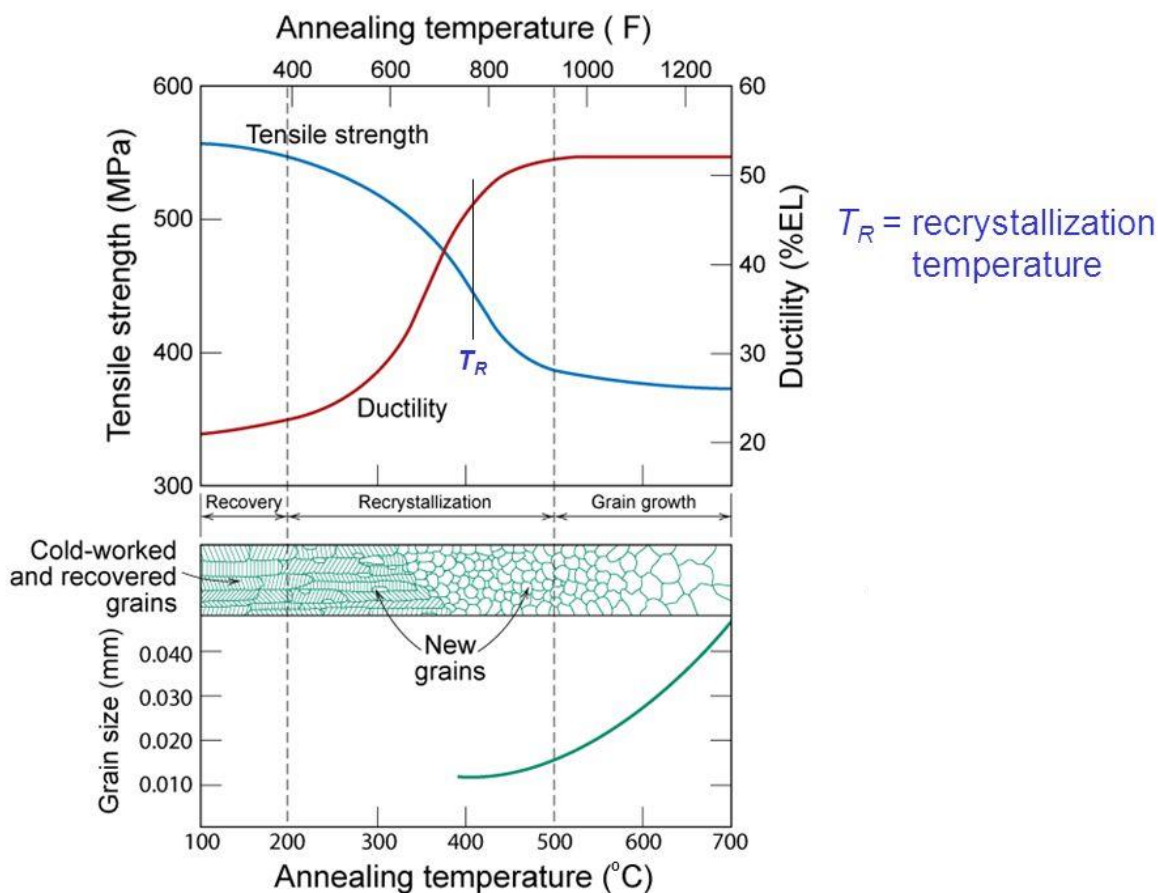 Annealing temperature ( F)
400 600 800 1000 1200
600 60
Tensile strength
50
500
40
400
30
T_R
Ductility
20
300
Tensile strength (MPa)
Ductility (%EL)
T_R = recrystallization
temperature
Recovery Recrystallization Grain growth
Cold-worked
and recovered
grains
New
grains
0.040
0.030
0.020
0.010
Grain size (mm)
100 200 300 400 500 600 700
Annealing temperature (°C)